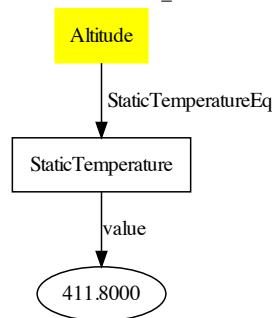 Altitude
StaticTemperatureEq
StaticTemperature
value
411.8000